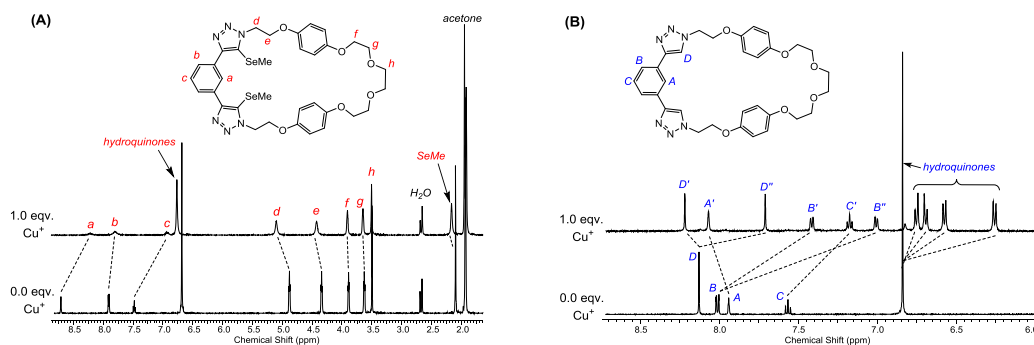 (A)
acetone
N N N
d
e
O
O
f
g
O
h
O
O
O
O
N N N
SeMe
SeMe
a
b
c
hydroquinones
SeMe
H2O
1.0 eqv.
Cu+
a b c d e f g h
0.0 eqv.
Cu+
8.5 8.0 7.5 7.0 6.5 6.0 5.5 5.0 4.5 4.0 3.5 3.0 2.5 2.0
Chemical Shift (ppm)
(B)
N N N
D
O
O
O
O
O
O
O
N N N
A
B
C
hydroquinones
1.0 eqv.
Cu+
D' A' D" B' C' B"
0.0 eqv.
Cu+
D B A C
8.5 8.0 7.5 7.0 6.5 6.0
Chemical Shift (ppm)